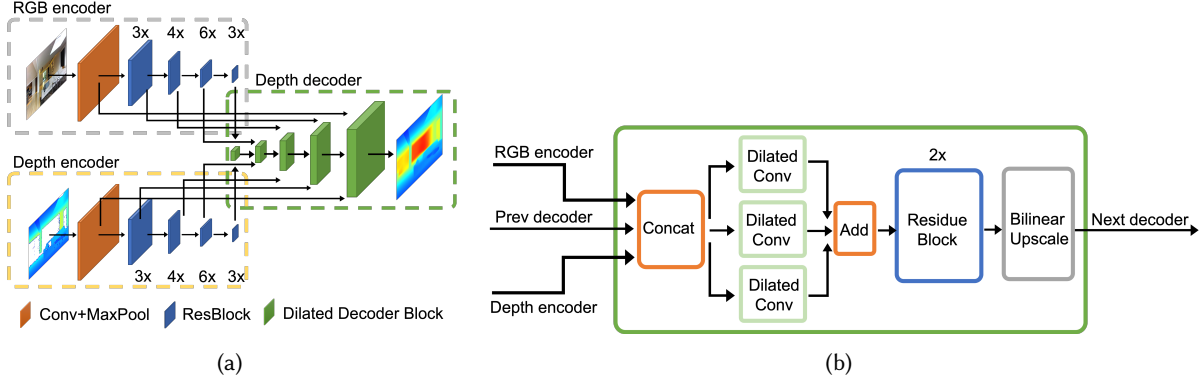 RGB encoder
3x 4x 6x 3x
Depth decoder
Depth encoder
3x 4x 6x 3x
Conv+MaxPool ResBlock Dilated Decoder Block
(a)
RGB encoder
Prev decoder
Depth encoder
Concat
Dilated
Conv
Dilated
Conv
Dilated
Conv
Add
2x
Residue
Block
Bilinear
Upscale
Next decoder
(b)